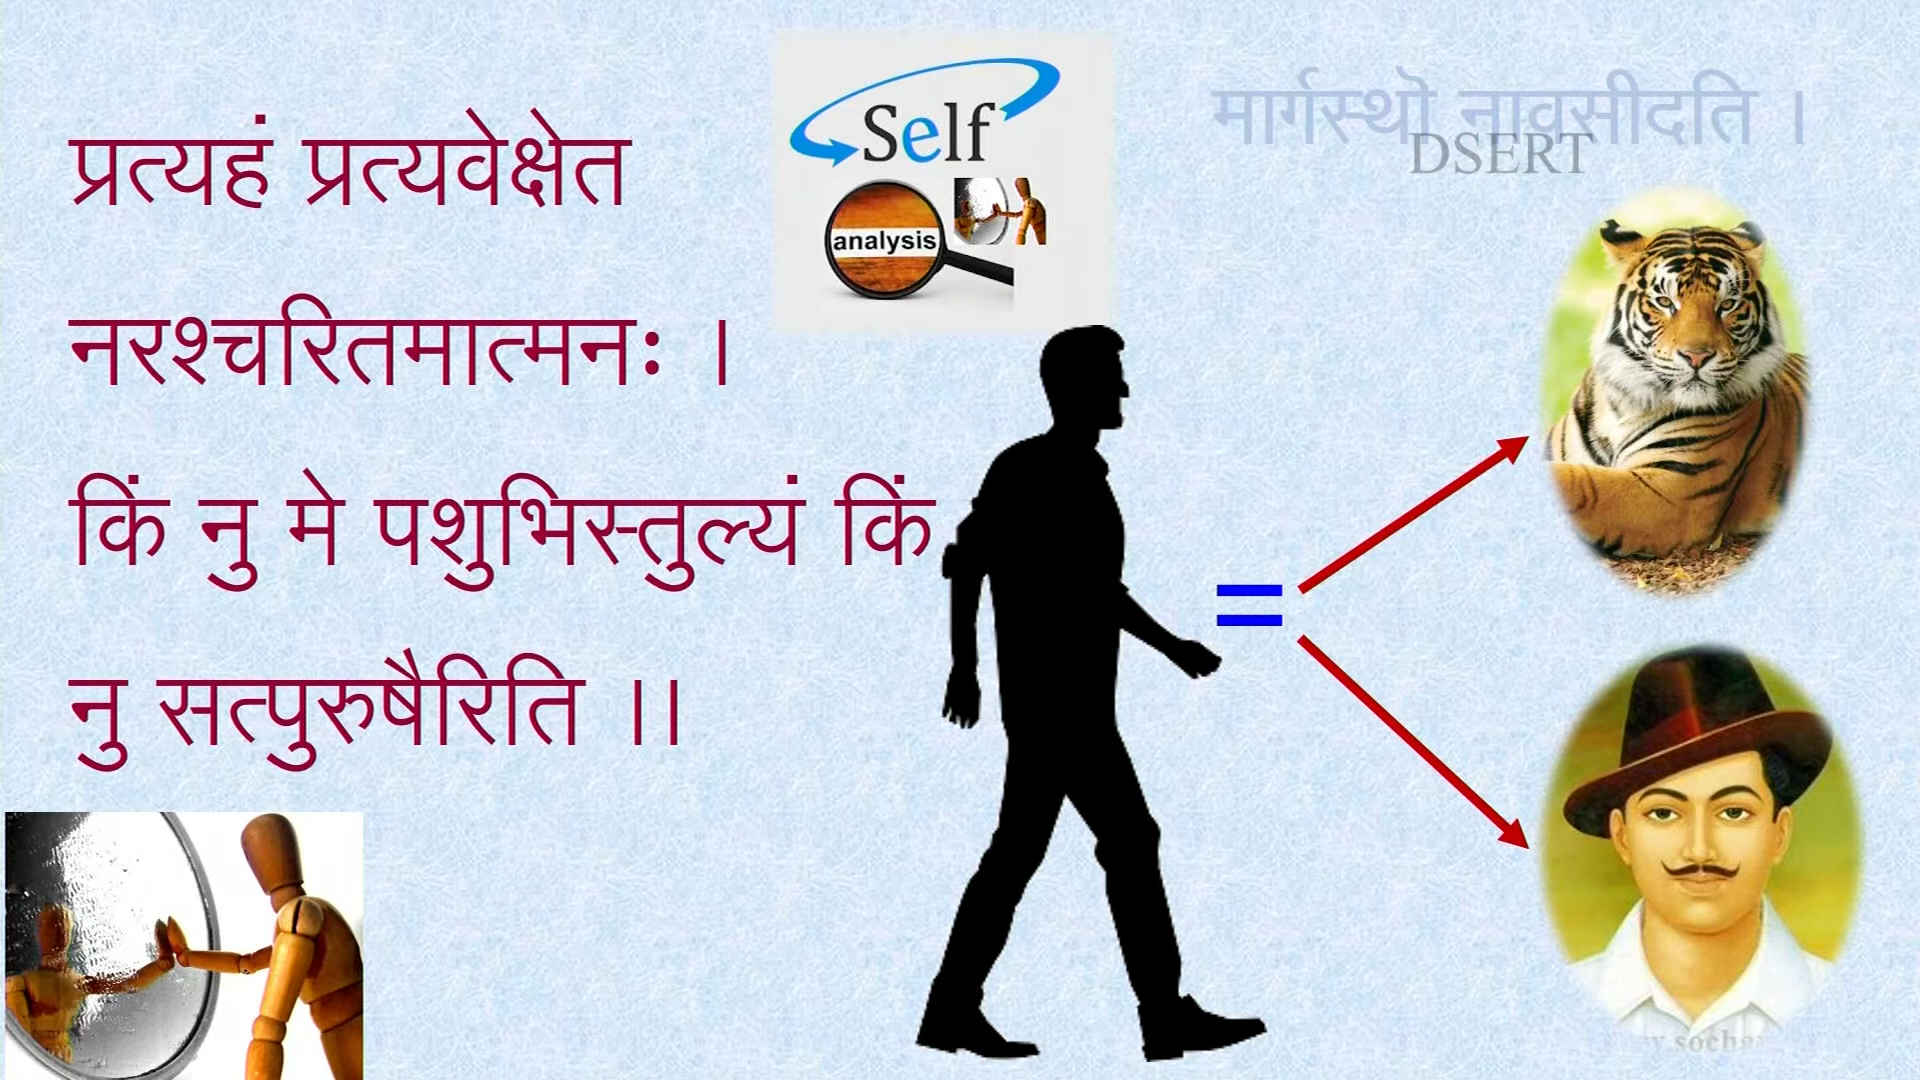 प्रत्यहं प्रत्यवेक्षेत
नरश्चरितमात्मनः ।
किं नु मे पशुभिस्तुल्यं किं
नु सत्पुरुषैरिति ।।
Self
analysis
मार्गस्थॊ नावसीदति ।
DSERT